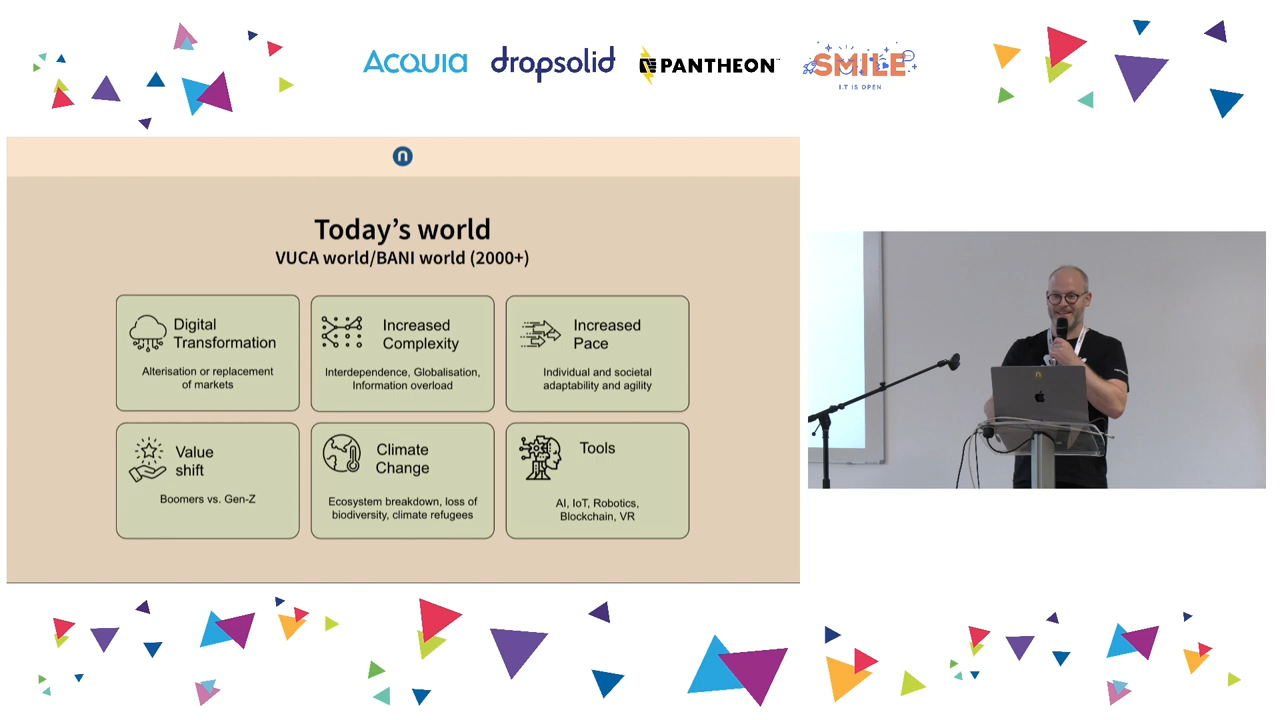 ACQUIA
dropsolid
PANTHEON
SMILE
I.T IS OPEN
n
Today's world
VUCA world/BANI world (2000+)
Digital
Transformation
Alterisation or replacement
of markets
Increased
Complexity
Interdependence, Globalisation,
Information overload
Increased
Pace
Individual and societal
adaptability and agility
Value
shift
Boomers vs. Gen-Z
Climate
Change
Ecosystem breakdown, loss of
biodiversity, climate refugees
Tools
AI, IoT, Robotics,
Blockchain, VR